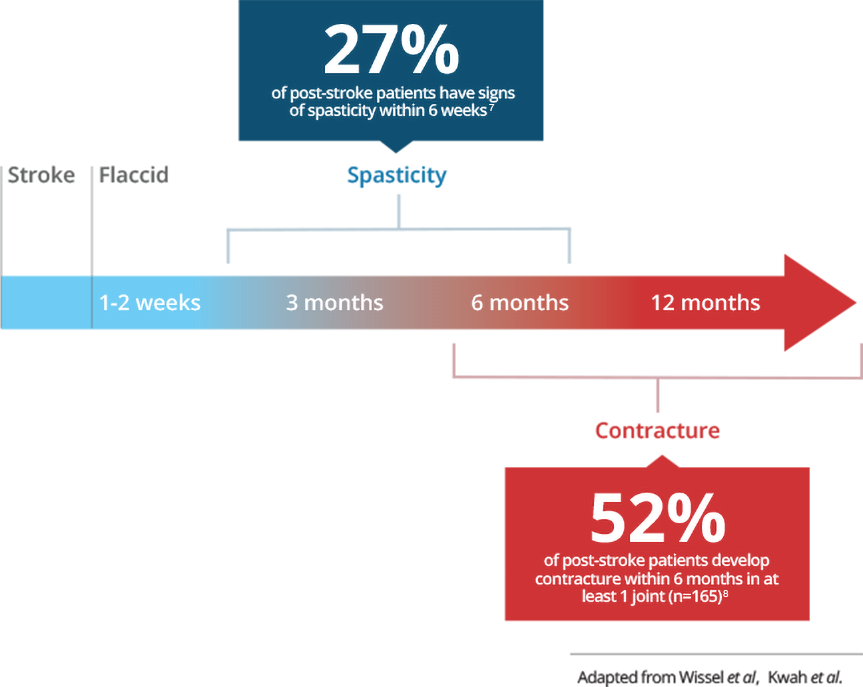 27%
of post-stroke patients have signs
of spasticity within 6 weeks⁷
Stroke
Flaccid
Spasticity
1-2 weeks
3 months
6 months
12 months
Contracture
52%
of post-stroke patients develop
contracture within 6 months in at
least 1 joint (n=165)⁸
Adapted from Wissel et al, Kwah et al.